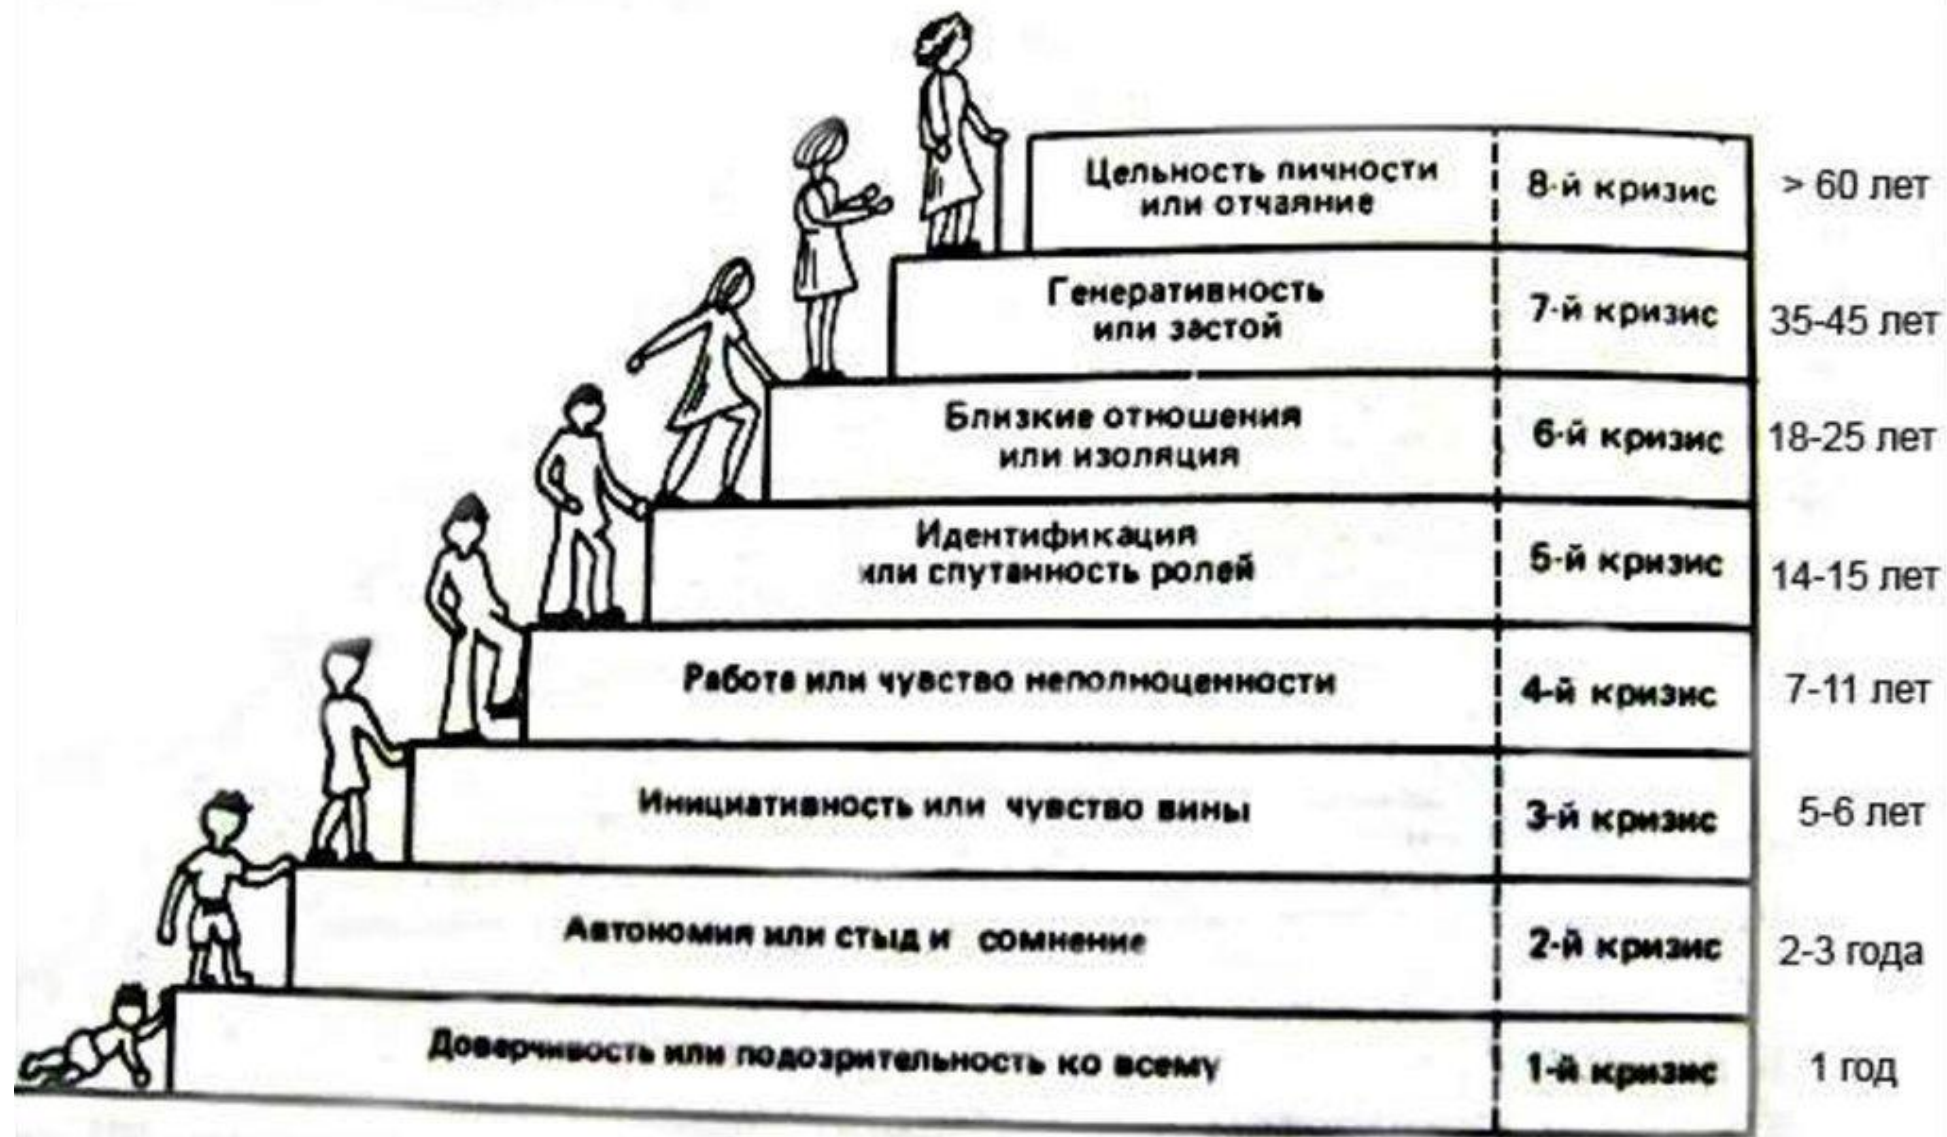 Цельность личности
или отчаяние
8-й кризис
> 60 лет
Генеративность
или застой
7-й кризис
35-45 лет
Близкие отношения
или изоляция
6-й кризис
18-25 лет
Идентификация
или спутанность ролей
5-й кризис
14-15 лет
Работа или чувство неполноценности
4-й кризис
7-11 лет
Инициативность или чувство вины
3-й кризис
5-6 лет
Автономия или стыд и сомнение
2-й кризис
2-3 года
Доверчивость или подозрительность ко всему
1-й кризис
1 год